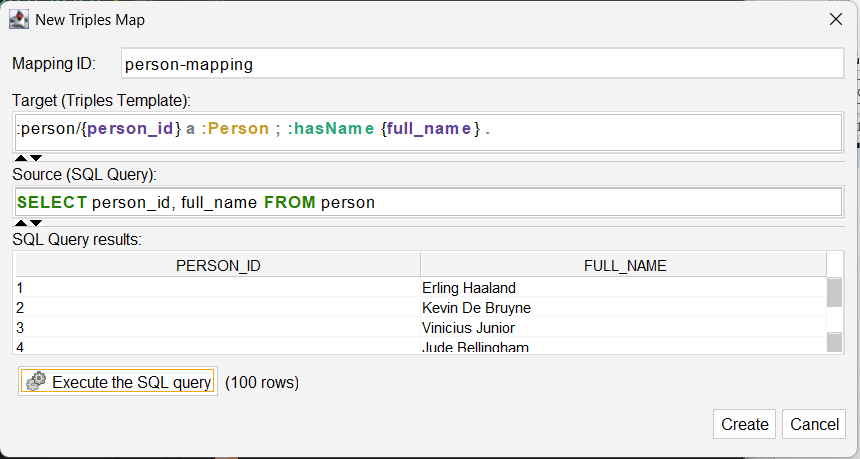 New Triples Map
Mapping ID: person-mapping
Target (Triples Template):
:person/{person_id} a :Person ; :hasName {full_name} .
Source (SQL Query):
SELECT person_id, full_name FROM person
SQL Query results:
PERSON_ID FULL_NAME
1 Erling Haaland
2 Kevin De Bruyne
3 Vinicius Junior
4 Jude Bellingham
Execute the SQL query (100 rows)
Create Cancel